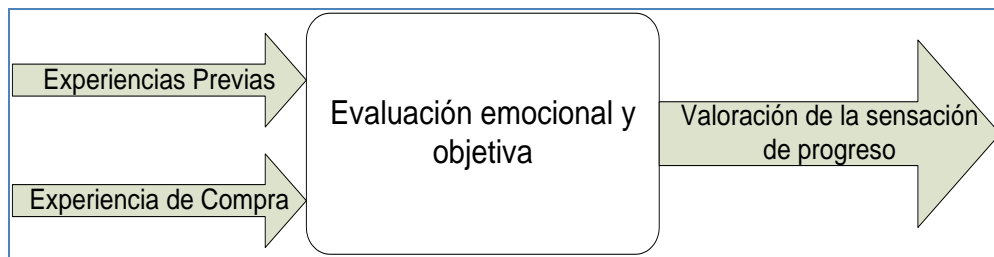 Experiencias Previas
Experiencia de Compra
Evaluación emocional y
objetiva
Valoración de la sensación
de progreso